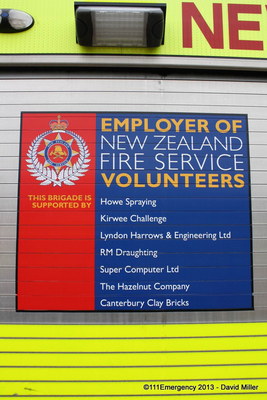 NE
EMPLOYER OF
NEW ZEALAND
FIRE SERVICE
VOLUNTEERS
THIS BRIGADE IS
SUPPORTED BY
Howe Spraying
Kirwee Challenge
Lyndon Harrows & Engineering Ltd
RM Draughting
Super Computer Ltd
The Hazelnut Company
Canterbury Clay Bricks
©111Emergency 2013 - David Miller